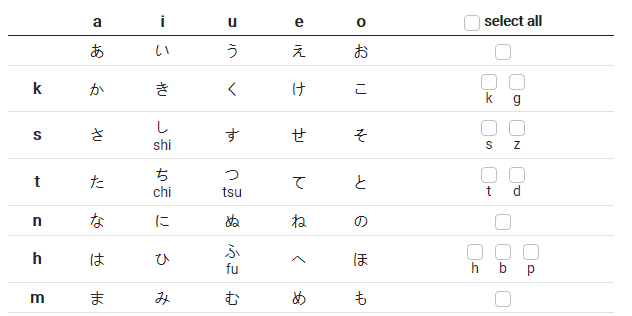 a i u e o select all
あ い う え お
k か き く け こ
k g
s さ し す せ そ
shi
s z
t た ち つ て と
chi tsu
t d
n な に ぬ ね の
h は ひ ふ へ ほ
fu
h b p
m ま み む め も